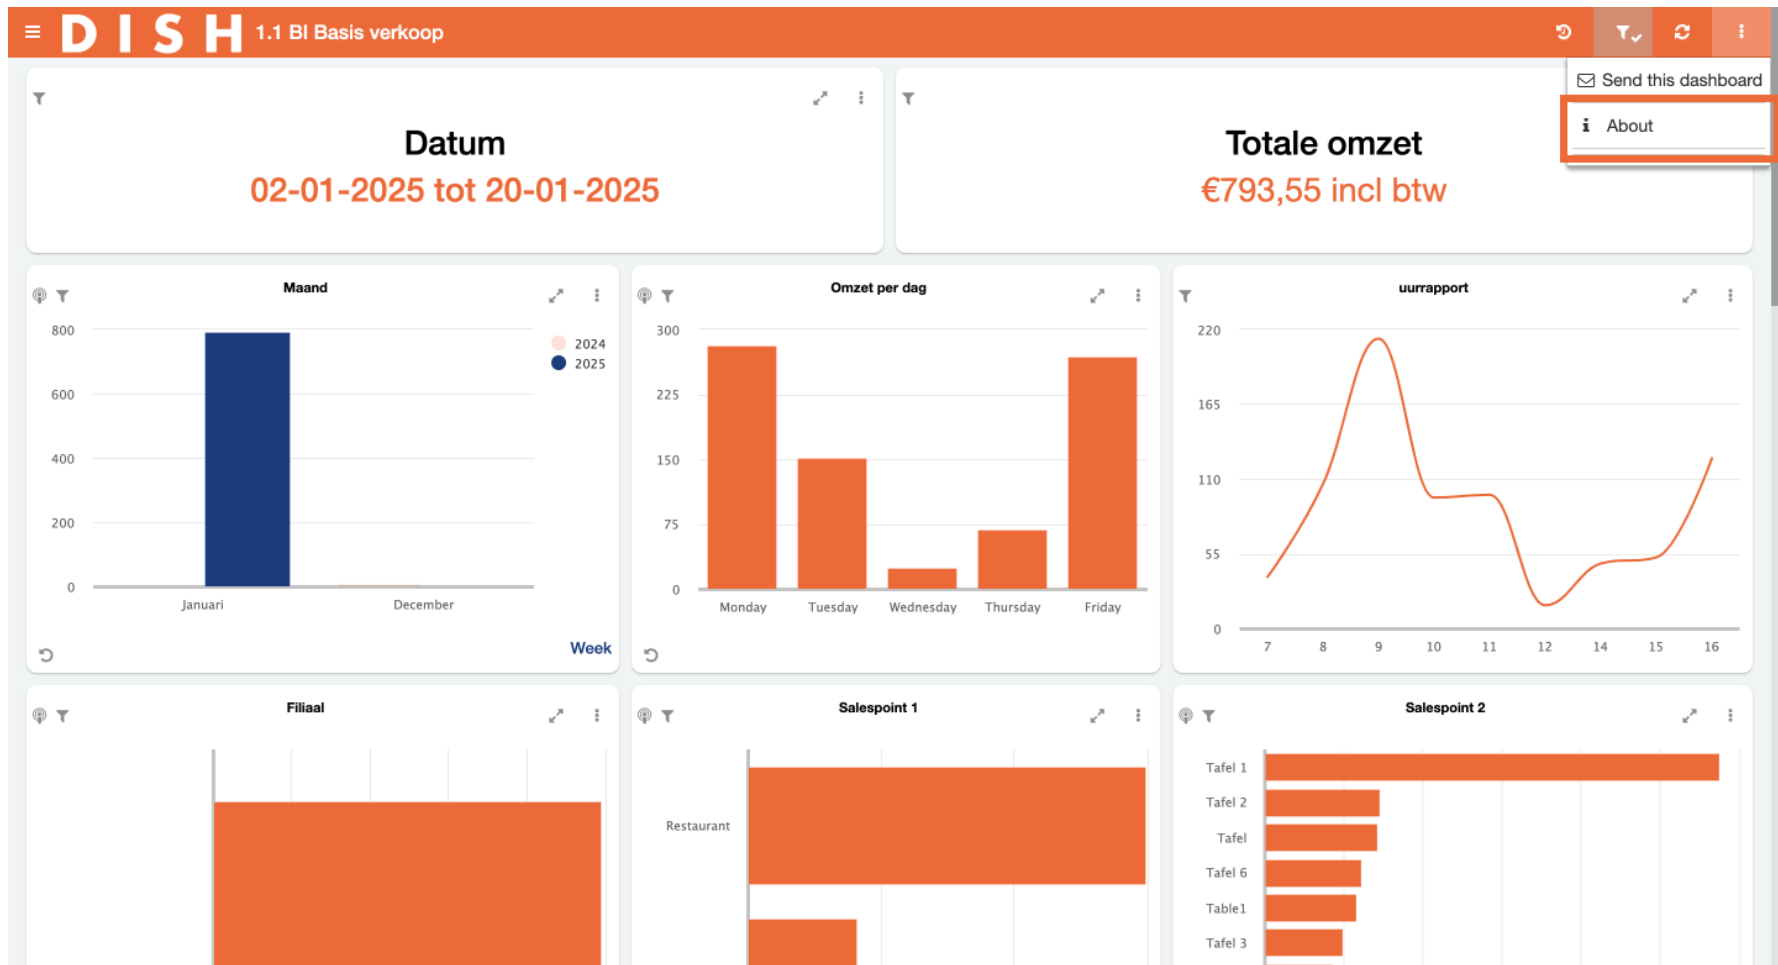 DISH 1.1 BI Basis verkoop
Send this dashboard
About
Datum
02-01-2025 tot 20-01-2025
Totale omzet
€793,55 incl btw
Maand
800
600
400
200
0
Januari December
2024
2025
Week
Omzet per dag
300
225
150
75
0
Monday Tuesday Wednesday Thursday Friday
uurrapport
220
165
110
55
0
7 8 9 10 11 12 14 15 16
Filiaal
Salespoint 1
Restaurant
Salespoint 2
Tafel 1
Tafel 2
Tafel
Tafel 6
Table1
Tafel 3